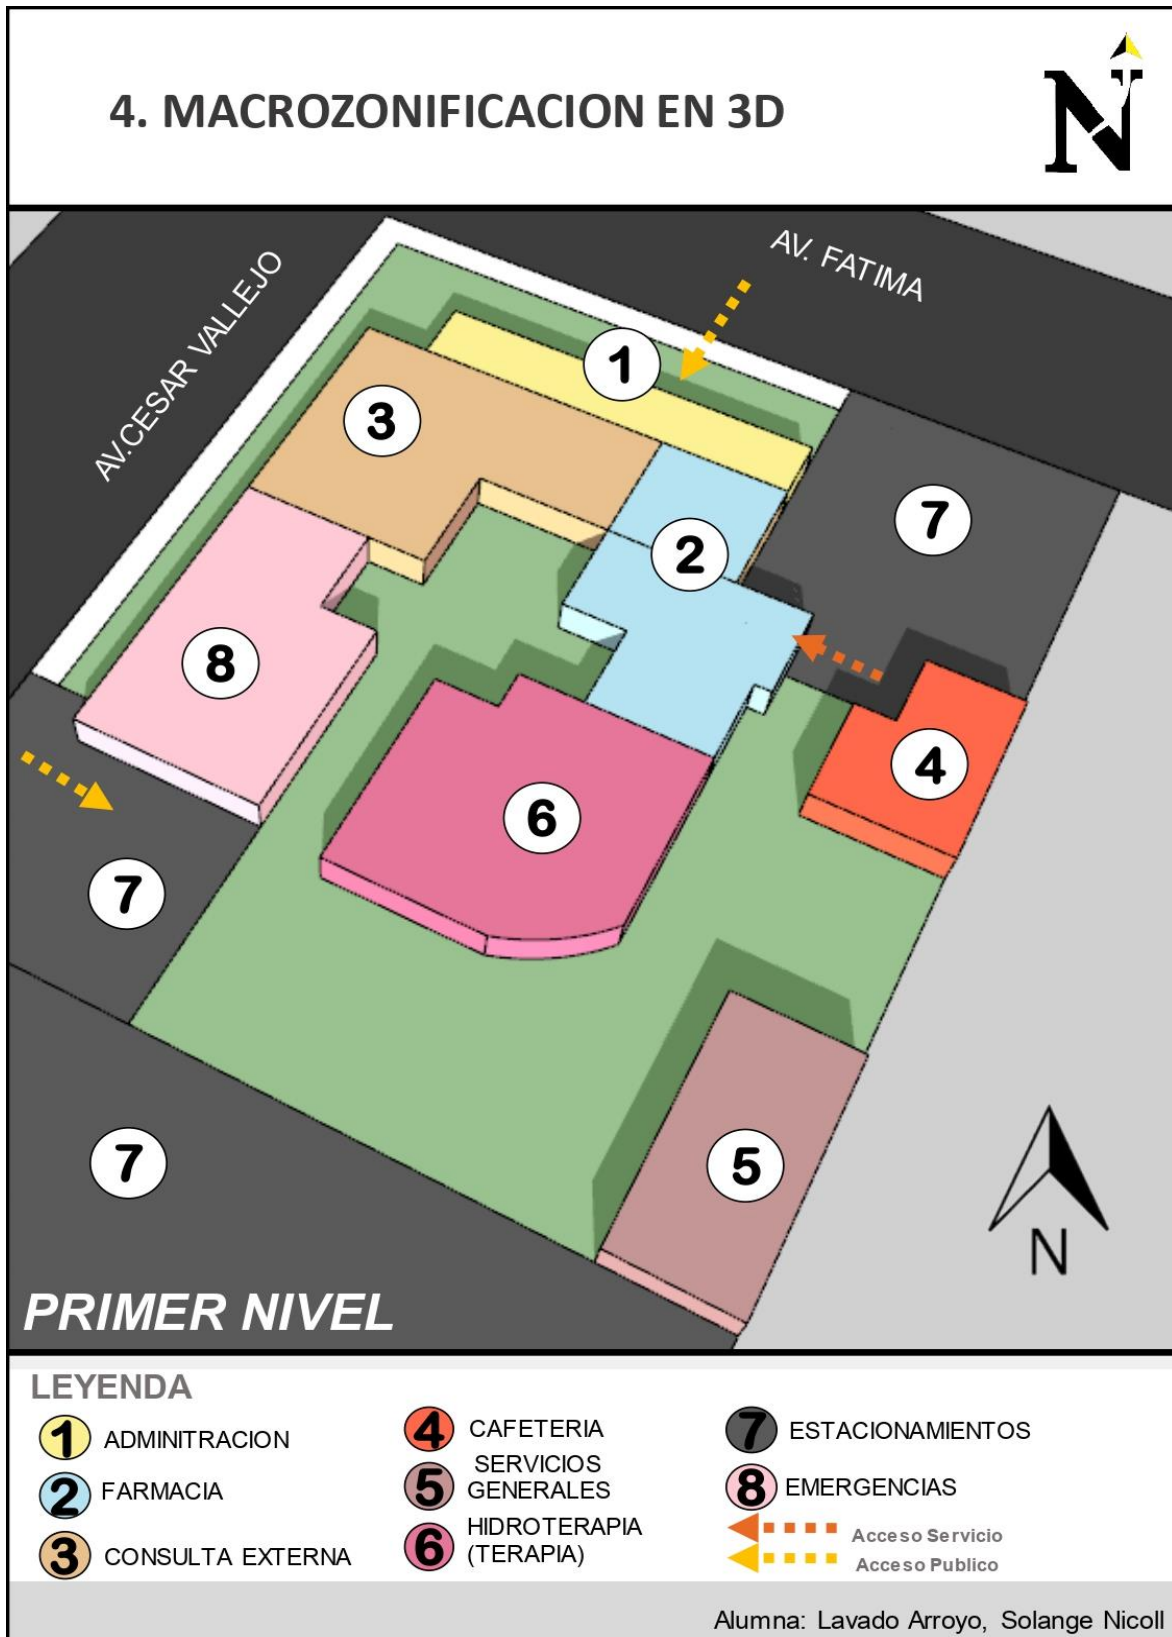 4. MACROZONIFICACION EN 3D
N
AV. FATIMA
AV.CESAR VALLEJO
1
3
7
2
8
4
6
7
7
5
N
PRIMER NIVEL
LEYENDA
1 ADMINITRACION
2 FARMACIA
3 CONSULTA EXTERNA
4 CAFETERIA
5 SERVICIOS
GENERALES
6 HIDROTERAPIA
(TERAPIA)
7 ESTACIONAMIENTOS
8 EMERGENCIAS
Acceso Servicio
Acceso Publico
Alumna: Lavado Arroyo, Solange Nicoll